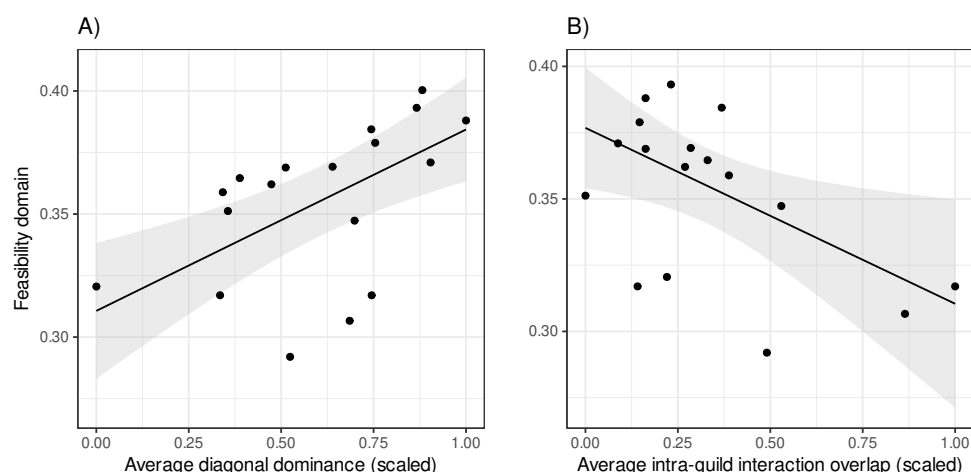 A)
B)
Feasibility domain
0.40
0.35
0.30
0.00 0.25 0.50 0.75 1.00
Average diagonal dominance (scaled)
0.40
0.35
0.30
0.00 0.25 0.50 0.75 1.00
Average intra-guild interaction overlap (scaled)